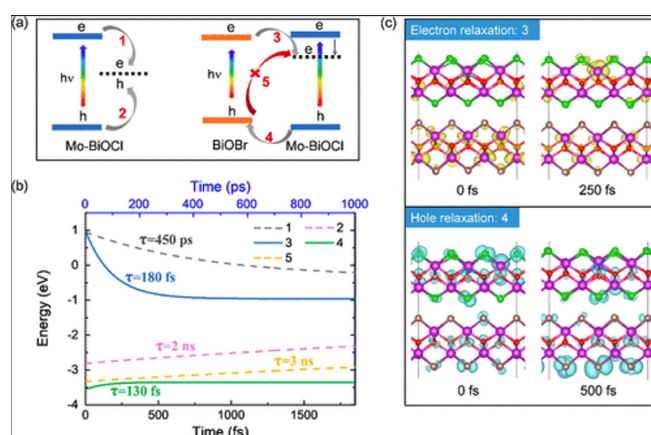 (a)
e
1
e
h
hν
2
h
Mo-BiOCl
e
3
e
e
hν
5
hν
h
4
h
BiOBr
Mo-BiOCl
(b)
Time (ps)
0 200 400 600 800 1000
1
0
-1
-2
-3
-4
Energy (eV)
τ=450 ps
τ=180 fs
τ=2 ns
τ=3 ns
τ=130 fs
1 2
3 4
5
0 500 1000 1500
Time (fs)
(c)
Electron relaxation: 3
0 fs 250 fs
Hole relaxation: 4
0 fs 500 fs